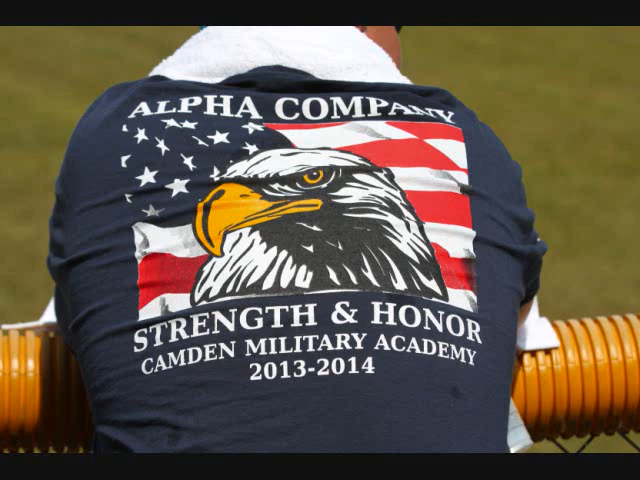 ALPHA COMPANY
STRENGTH & HONOR
CAMDEN MILITARY ACADEMY
2013-2014